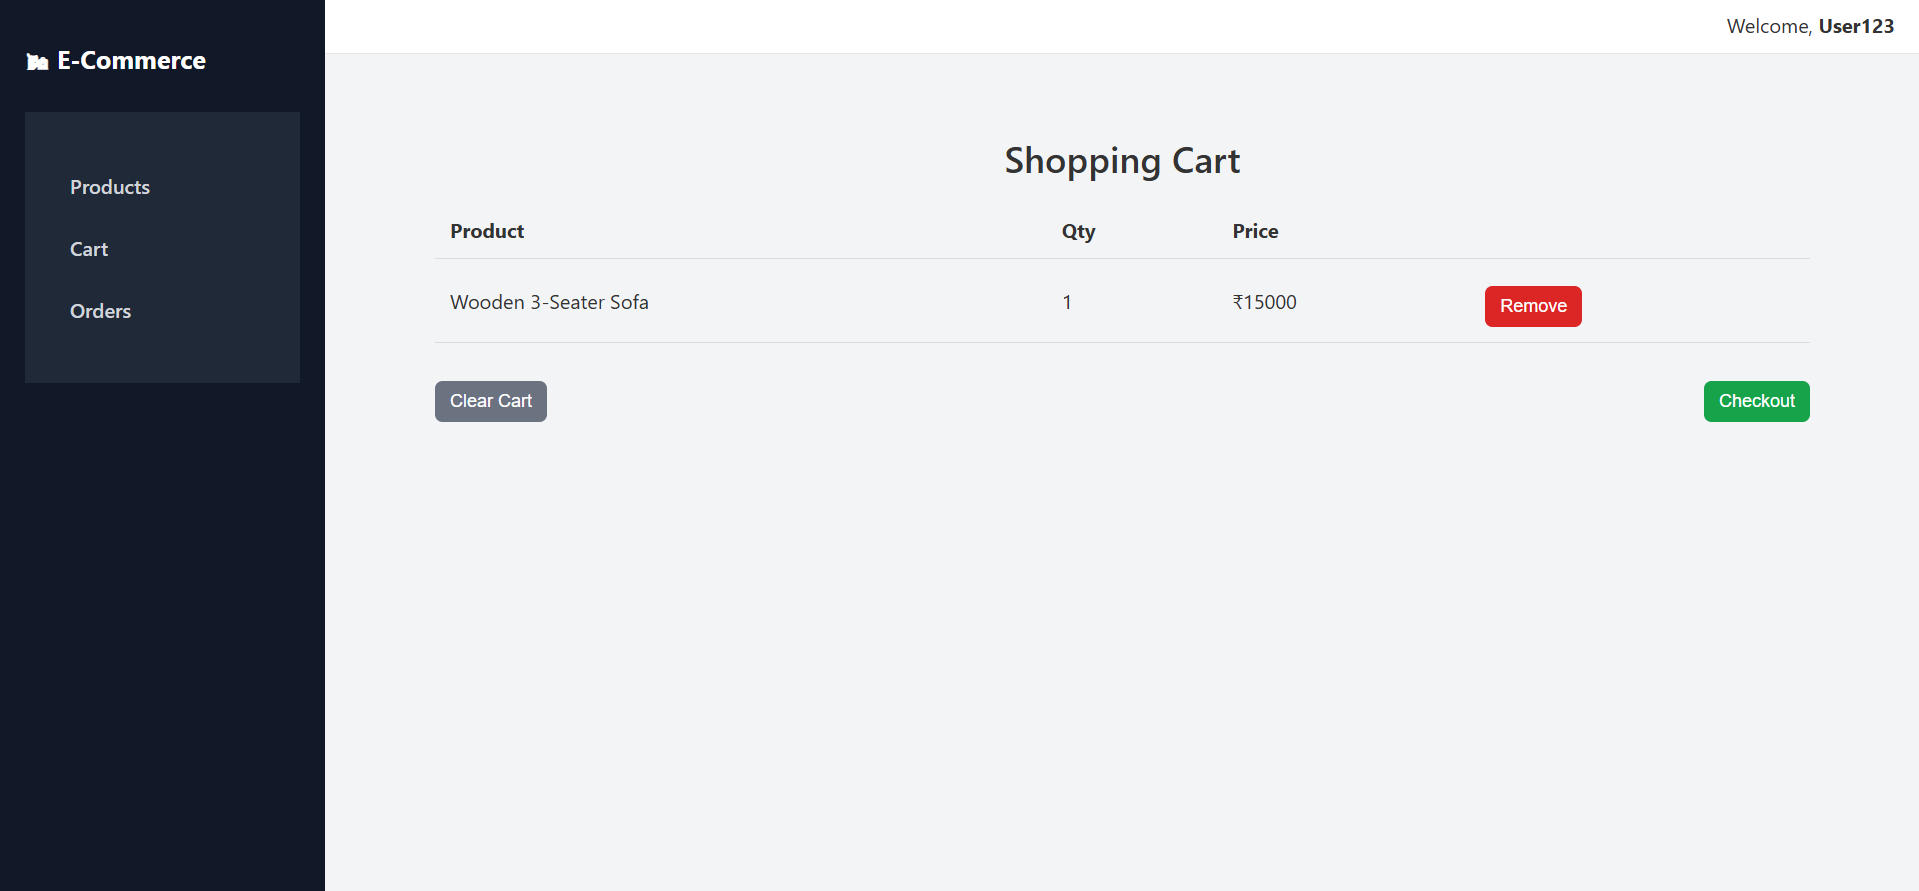 E-Commerce
Welcome, User123
Products
Cart
Orders
Shopping Cart
Product Qty Price
Wooden 3-Seater Sofa 1 ₹15000 Remove
Clear Cart Checkout